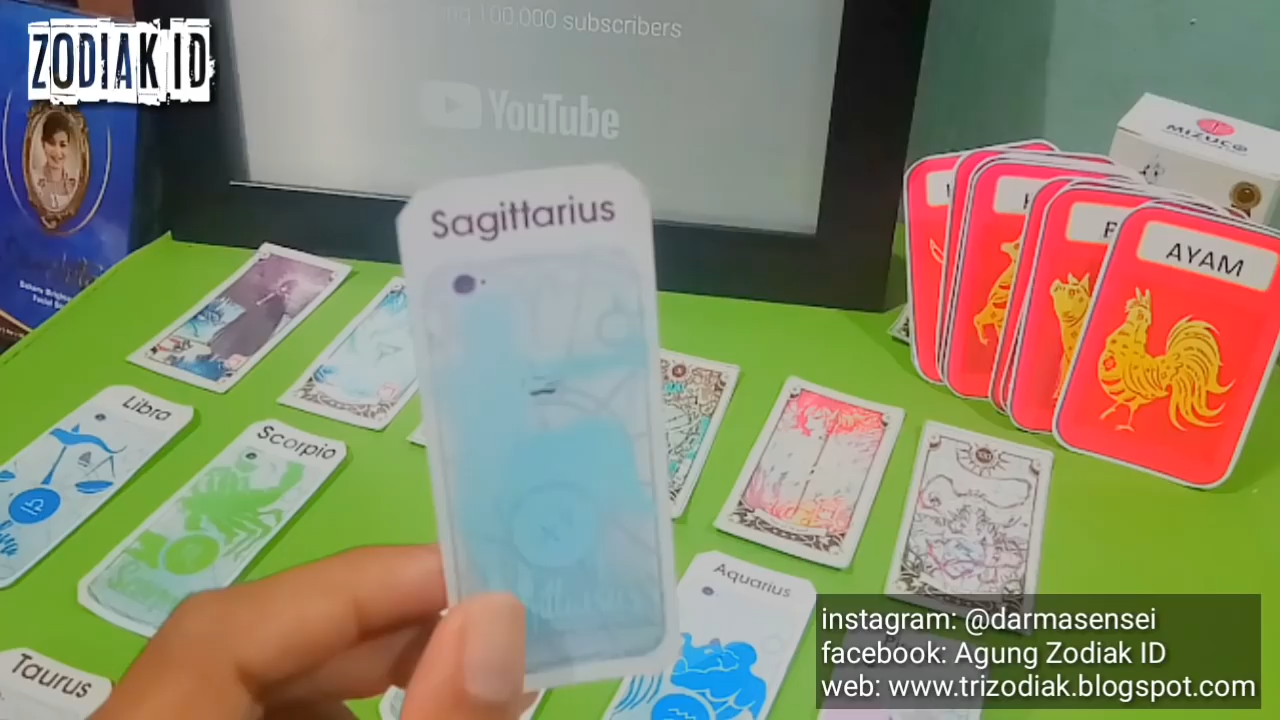 ZODIAK ID
100,000 subscribers
YouTube
MIZUCO
Sagittarius
AYAM
Libra
Scorpio
Aquarius
Taurus
instagram: @darmasensei
facebook: Agung Zodiak ID
web: www.trizodiak.blogspot.com